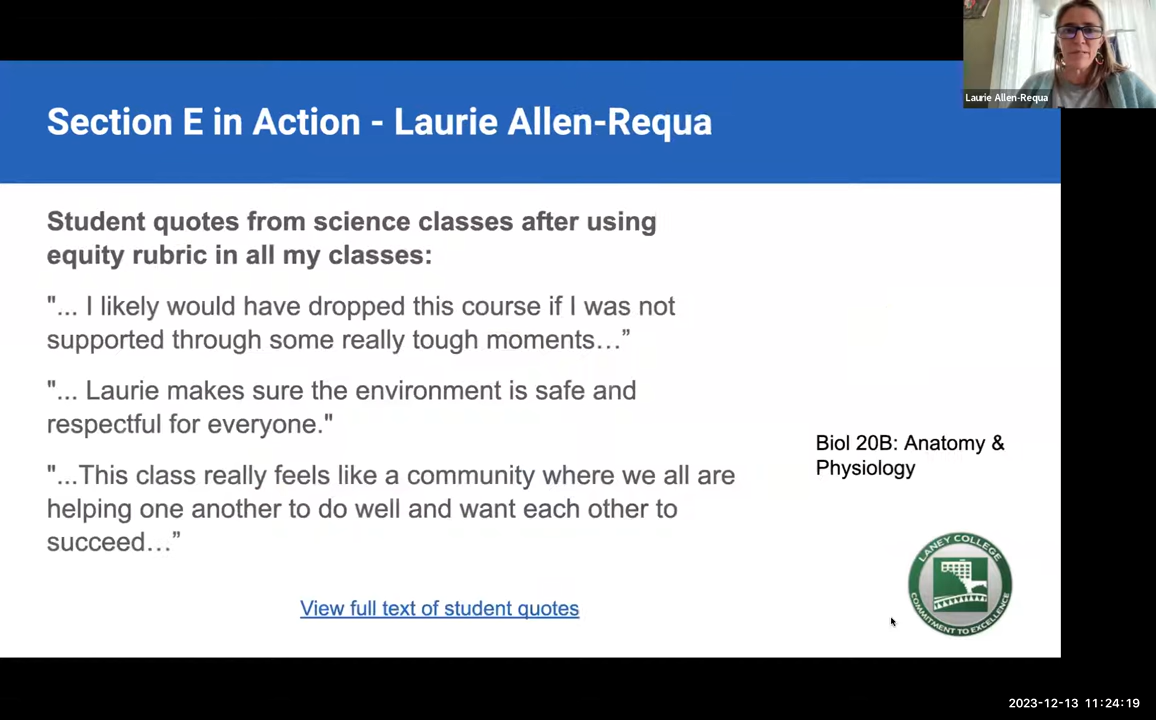 Laurie Allen-Requa
Section E in Action - Laurie Allen-Requa
Student quotes from science classes after using
equity rubric in all my classes:
"... I likely would have dropped this course if I was not
supported through some really tough moments…”
"... Laurie makes sure the environment is safe and
respectful for everyone."
"...This class really feels like a community where we all are
helping one another to do well and want each other to
succeed…”
View full text of student quotes
Biol 20B: Anatomy &
Physiology
LANEY COLLEGE
COMMITMENT TO EXCELLENCE
2023-12-13 11:24:19